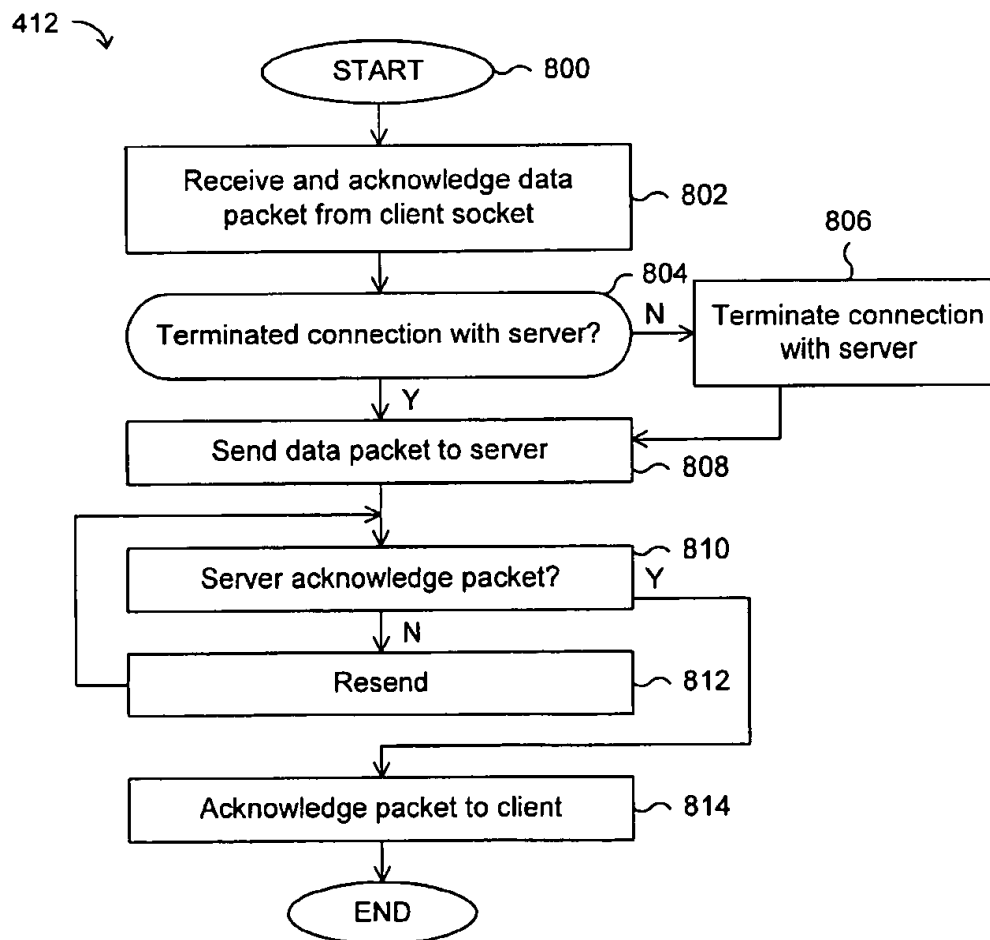 412
START
800
Receive and acknowledge data
packet from client socket
802
806
804
Terminated connection with server?
N
Terminate connection
with server
Y
Send data packet to server
808
810
Server acknowledge packet?
Y
N
Resend
812
Acknowledge packet to client
814
END